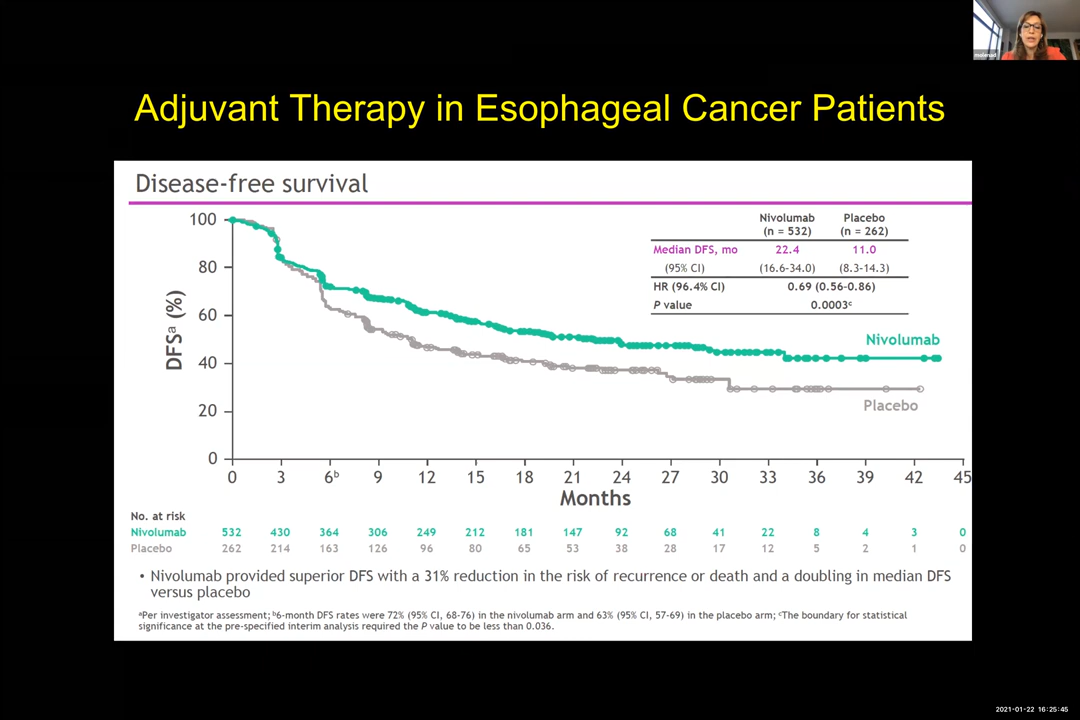 molenad
Adjuvant Therapy in Esophageal Cancer Patients
Disease-free survival
Nivolumab Placebo
(n = 532) (n = 262)
Median DFS, mo 22.4 11.0
(95% CI) (16.6-34.0) (8.3-14.3)
HR (96.4% CI) 0.69 (0.56-0.86)
P value 0.0003ᶜ
100
80
60
40
20
0
DFSᵃ (%)
Nivolumab
Placebo
0 3 6ᵇ 9 12 15 18 21 24 27 30 33 36 39 42 45
Months
No. at risk
Nivolumab 532 430 364 306 249 212 181 147 92 68 41 22 8 4 3 0
Placebo 262 214 163 126 96 80 65 53 38 28 17 12 5 2 1 0
• Nivolumab provided superior DFS with a 31% reduction in the risk of recurrence or death and a doubling in median DFS
versus placebo
ᵃPer investigator assessment; ᵇ6-month DFS rates were 72% (95% CI, 68-76) in the nivolumab arm and 63% (95% CI, 57-69) in the placebo arm; ᶜThe boundary for statistical
significance at the pre-specified interim analysis required the P value to be less than 0.036.
2021-01-22 16:25:45